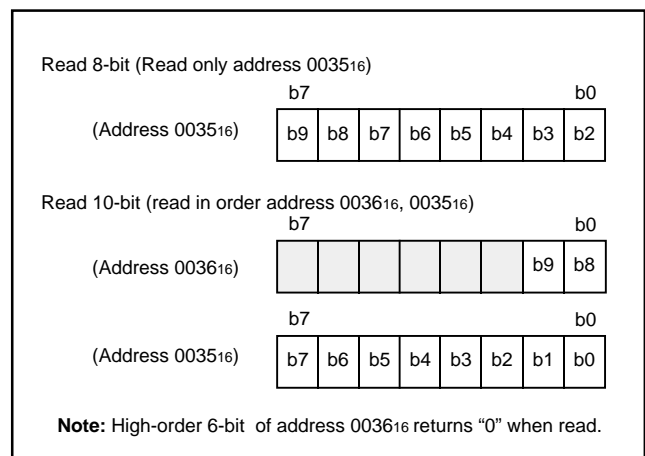 Read 8-bit (Read only address 003516)
b7 b0
(Address 003516) b9 b8 b7 b6 b5 b4 b3 b2
Read 10-bit (read in order address 003616, 003516)
b7 b0
(Address 003616) b9 b8
b7 b0
(Address 003516) b7 b6 b5 b4 b3 b2 b1 b0
Note: High-order 6-bit of address 003616 returns “0” when read.